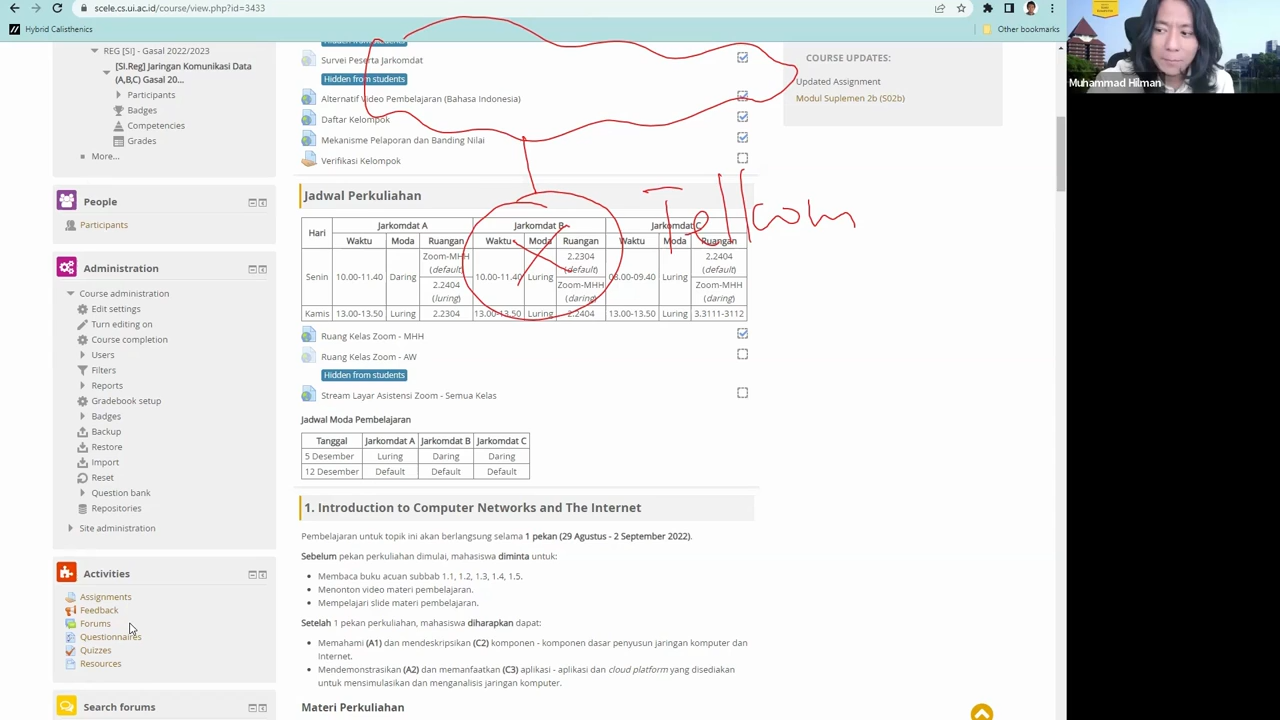 scele.cs.ui.ac.id/course/view.php?id=3433
Hybrid Calisthenics
Other bookmarks
Muhammad Hilman
REG [SI] - Gasal 2022/2023
[SI.Reg] Jaringan Komunikasi Data
(A,B,C) Gasal 20...
Participants
Badges
Competencies
Grades
More...
People
Participants
Administration
Course administration
Edit settings
Turn editing on
Course completion
Users
Filters
Reports
Gradebook setup
Badges
Backup
Restore
Import
Reset
Question bank
Repositories
Site administration
Activities
Assignments
Feedback
Forums
Questionnaires
Quizzes
Resources
Search forums
Hidden from students
Survei Peserta Jarkomdat
Hidden from students
Alternatif Video Pembelajaran (Bahasa Indonesia)
Daftar Kelompok
Mekanisme Pelaporan dan Banding Nilai
Verifikasi Kelompok
Jadwal Perkuliahan
Hari Jarkomdat A Jarkomdat B Jarkomdat C
Waktu Moda Ruangan Waktu Moda Ruangan Waktu Moda Ruangan
Senin 10.00-11.40 Daring Zoom-MHH (default) 10.00-11.40 Luring 2.2304 (default) 08.00-09.40 Luring 2.2404 (default)
2.2404 (luring) Zoom-MHH (daring) Zoom-MHH (daring)
Kamis 13.00-13.50 Luring 2.2304 13.00-13.50 Luring 2.2404 13.00-13.50 Luring 3.3111-3112
Tellcom
Ruang Kelas Zoom - MHH
Ruang Kelas Zoom - AW
Hidden from students
Stream Layar Asistensi Zoom - Semua Kelas
Jadwal Moda Pembelajaran
Tanggal Jarkomdat A Jarkomdat B Jarkomdat C
5 Desember Luring Daring Daring
12 Desember Default Default Default
1. Introduction to Computer Networks and The Internet
Pembelajaran untuk topik ini akan berlangsung selama 1 pekan (29 Agustus - 2 September 2022).
Sebelum pekan perkuliahan dimulai, mahasiswa diminta untuk:
Membaca buku acuan subbab 1.1, 1.2, 1.3, 1.4, 1.5.
Menonton video materi pembelajaran.
Mempelajari slide materi pembelajaran.
Setelah 1 pekan perkuliahan, mahasiswa diharapkan dapat:
Memahami (A1) dan mendeskripsikan (C2) komponen - komponen dasar penyusun jaringan komputer dan
Internet.
Mendemonstrasikan (A2) dan memanfaatkan (C3) aplikasi - aplikasi dan cloud platform yang disediakan
untuk mensimulasikan dan menganalisis jaringan komputer.
Materi Perkuliahan
COURSE UPDATES:
Updated Assignment
Modul Suplemen 2b (S02b)